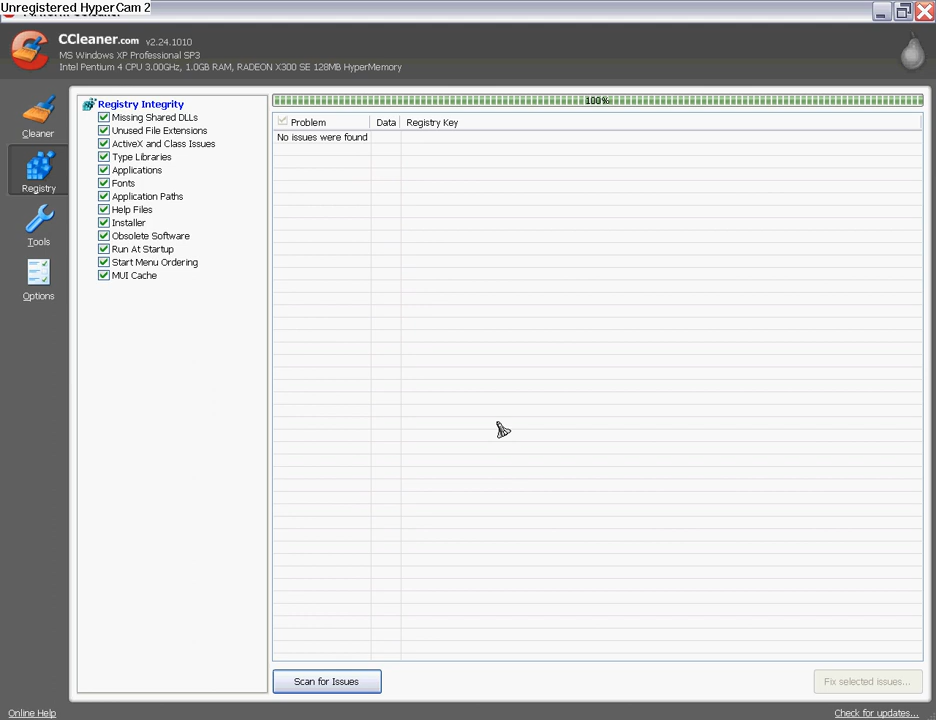 Unregistered HyperCam 2
CCleaner.com v2.24.1010
MS Windows XP Professional SP3
Intel Pentium 4 CPU 3.00GHz, 1.0GB RAM, RADEON X300 SE 128MB HyperMemory
Cleaner
Registry
Tools
Options
Registry Integrity
Missing Shared DLLs
Unused File Extensions
ActiveX and Class Issues
Type Libraries
Applications
Fonts
Application Paths
Help Files
Installer
Obsolete Software
Run At Startup
Start Menu Ordering
MUI Cache
100%
Problem Data Registry Key
No issues were found
Scan for Issues
Fix selected issues...
Online Help
Check for updates...